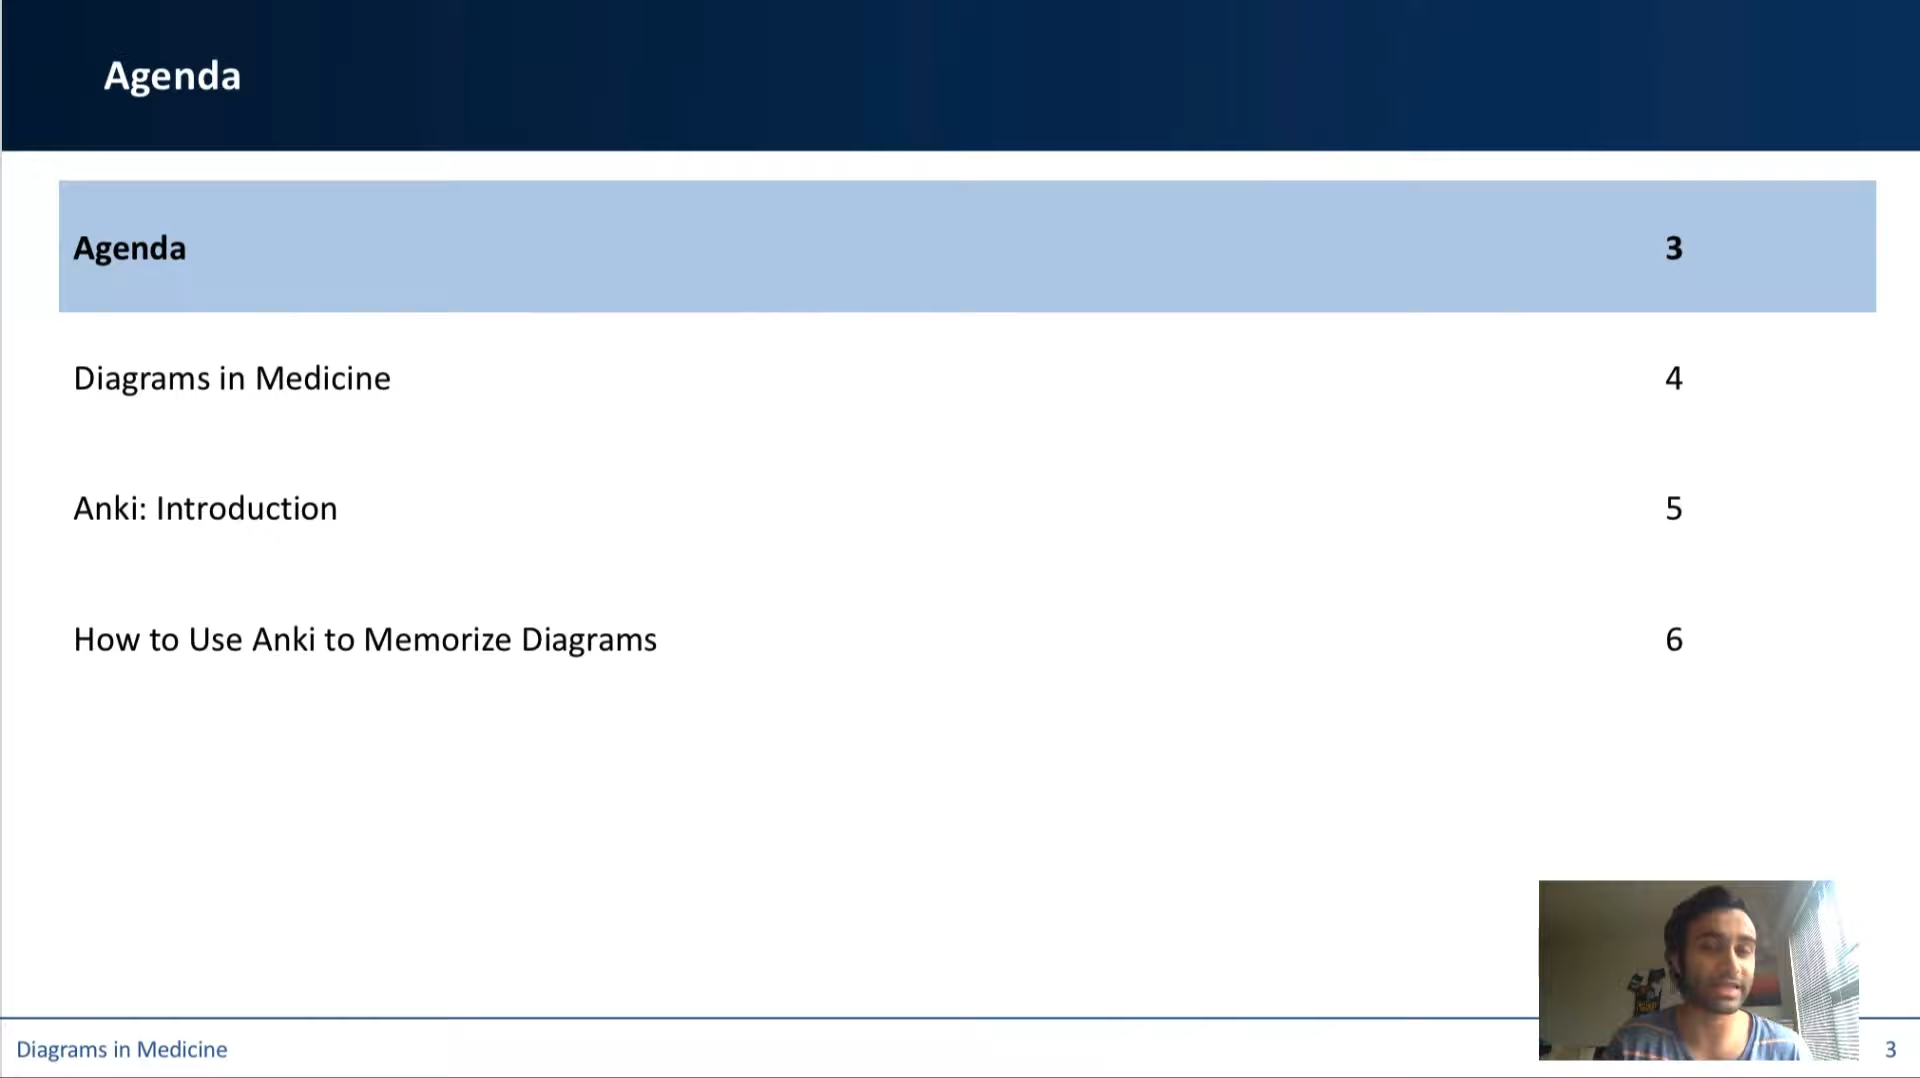 Agenda
Agenda 3
Diagrams in Medicine 4
Anki: Introduction 5
How to Use Anki to Memorize Diagrams 6
Diagrams in Medicine 3